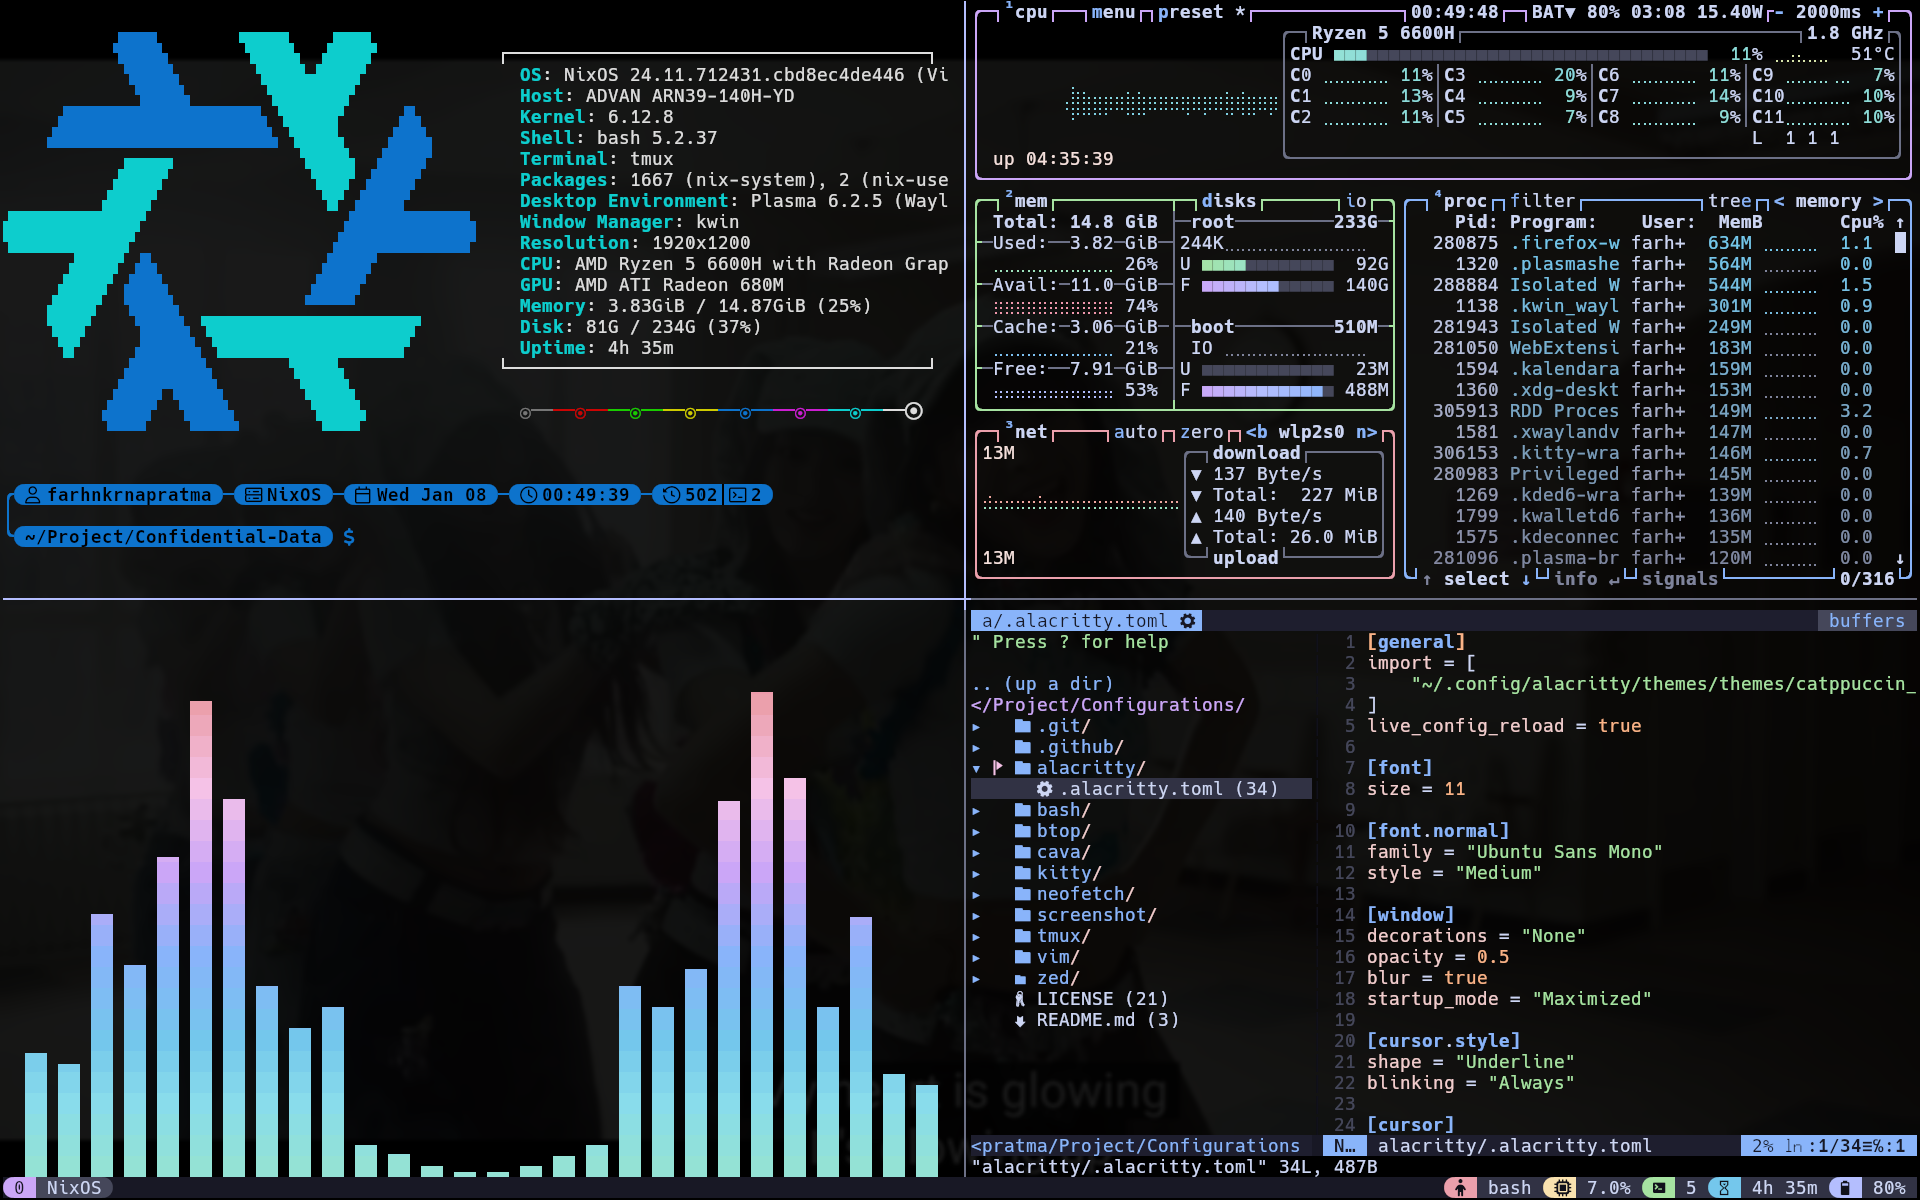 OS: NixOS 24.11.712431.cbd8ec4de446 (Vi
Host: ADVAN ARN39-140H-YD
Kernel: 6.12.8
Shell: bash 5.2.37
Terminal: tmux
Packages: 1667 (nix-system), 2 (nix-use
Desktop Environment: Plasma 6.2.5 (Wayl
Window Manager: kwin
Resolution: 1920x1200
CPU: AMD Ryzen 5 6600H with Radeon Grap
GPU: AMD ATI Radeon 680M
Memory: 3.83GiB / 14.87GiB (25%)
Disk: 81G / 234G (37%)
Uptime: 4h 35m
farhnkrnapratma NixOS Wed Jan 08 00:49:39 502 2
~/Project/Confidential-Data $
¹cpu menu preset * 00:49:48 BAT▼ 80% 03:08 15.40W - 2000ms +
Ryzen 5 6600H 1.8 GHz
CPU 11% 51°C
C0 11% C3 20% C6 11% C9 7%
C1 13% C4 9% C7 14% C10 10%
C2 11% C5 7% C8 9% C11 10%
L 1 1 1
up 04:35:39
²mem disks io
Total: 14.8 GiB root 233G
Used: 3.82 GiB 244K
26% U 92G
Avail: 11.0 GiB F 140G
74%
Cache: 3.06 GiB boot 510M
21% IO
Free: 7.91 GiB U 23M
53% F 488M
³net auto zero <b wlp2s0 n>
13M download
▼ 137 Byte/s
▼ Total: 227 MiB
▲ 140 Byte/s
▲ Total: 26.0 MiB
13M upload
⁴proc filter tree < memory >
Pid: Program: User: MemB Cpu% ↑
280875 .firefox-w farh+ 634M 1.1
1320 .plasmashe farh+ 564M 0.0
288884 Isolated W farh+ 544M 1.5
1138 .kwin_wayl farh+ 301M 0.9
281943 Isolated W farh+ 249M 0.0
281050 WebExtensi farh+ 183M 0.0
1594 .kalendara farh+ 159M 0.0
1360 .xdg-deskt farh+ 153M 0.0
305913 RDD Proces farh+ 149M 3.2
1581 .xwaylandv farh+ 147M 0.0
306153 .kitty-wra farh+ 146M 0.7
280983 Privileged farh+ 145M 0.0
1269 .kded6-wra farh+ 139M 0.0
1799 .kwalletd6 farh+ 136M 0.0
1575 .kdeconnec farh+ 135M 0.0
281096 .plasma-br farh+ 120M 0.0 ↓
↑ select ↓ info ↵ signals 0/316
a/.alacritty.toml buffers
" Press ? for help
.. (up a dir)
</Project/Configurations/
▸ .git/
▸ .github/
▾ alacritty/
.alacritty.toml (34)
▸ bash/
▸ btop/
▸ cava/
▸ kitty/
▸ neofetch/
▸ screenshot/
▸ tmux/
▸ vim/
▸ zed/
LICENSE (21)
README.md (3)
1 [general]
2 import = [
3 "~/.config/alacritty/themes/themes/catppuccin_
4 ]
5 live_config_reload = true
6
7 [font]
8 size = 11
9
10 [font.normal]
11 family = "Ubuntu Sans Mono"
12 style = "Medium"
13
14 [window]
15 decorations = "None"
16 opacity = 0.5
17 blur = true
18 startup_mode = "Maximized"
19
20 [cursor.style]
21 shape = "Underline"
22 blinking = "Always"
23
24 [cursor]
<pratma/Project/Configurations N… alacritty/.alacritty.toml 2% ln :1/34≡℅:1
"alacritty/.alacritty.toml" 34L, 487B
is glowing
0 NixOS bash 7.0% 5 4h 35m 80%